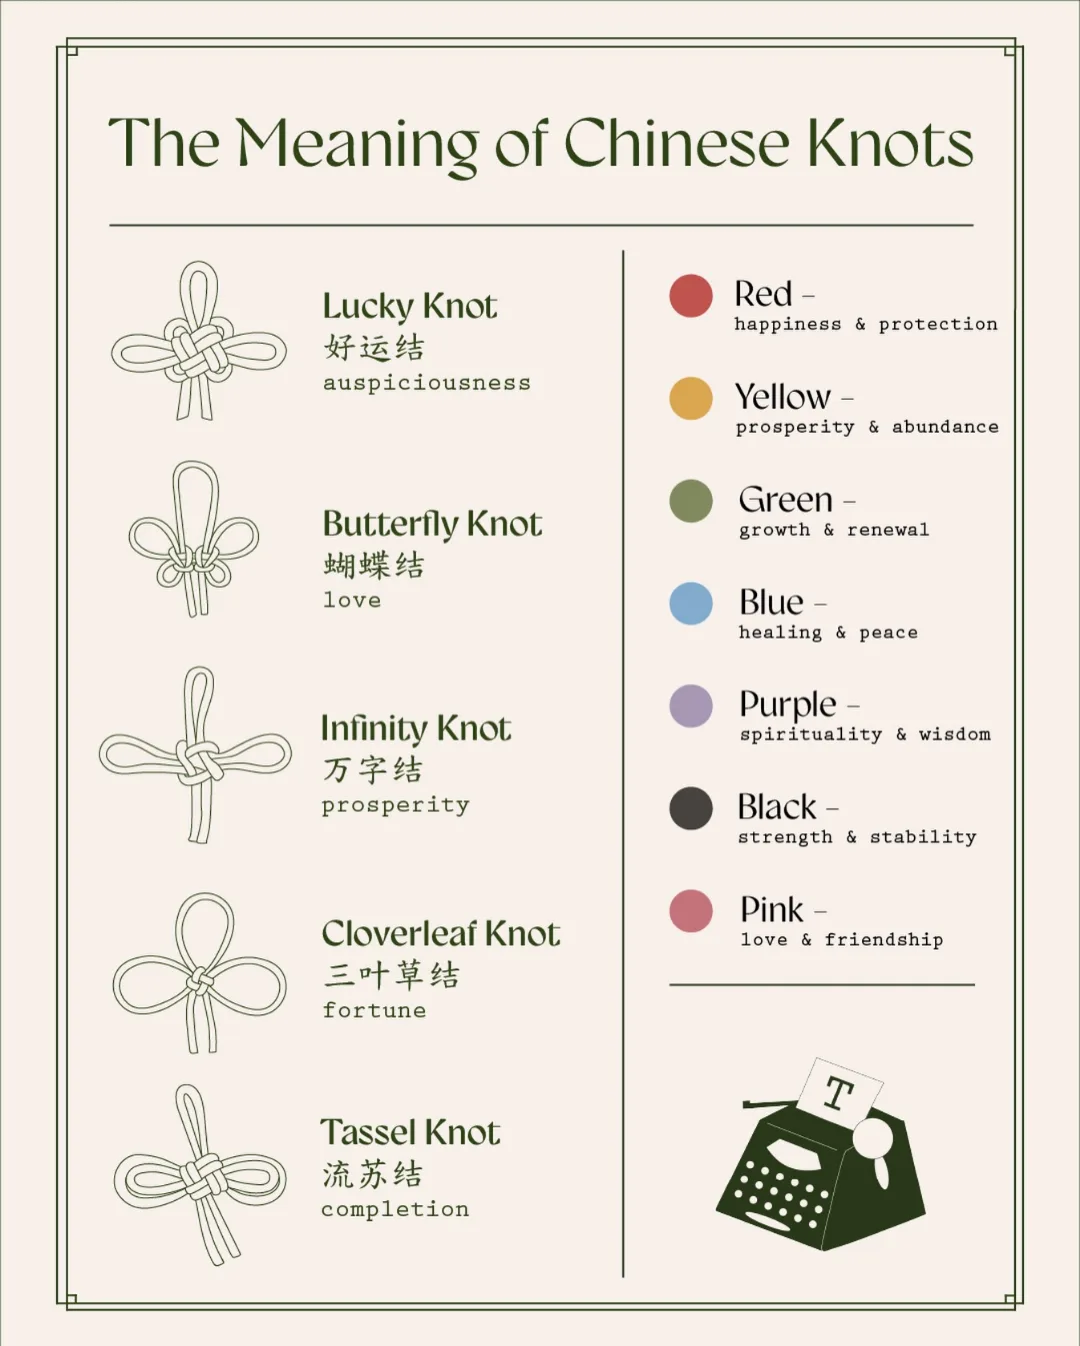 The Meaning of Chinese Knots
Lucky Knot
好运结
auspiciousness
Butterfly Knot
蝴蝶结
love
Infinity Knot
万字结
prosperity
Cloverleaf Knot
三叶草结
fortune
Tassel Knot
流苏结
completion
Red –
happiness & protection
Yellow –
prosperity & abundance
Green –
growth & renewal
Blue –
healing & peace
Purple –
spirituality & wisdom
Black –
strength & stability
Pink –
love & friendship
T